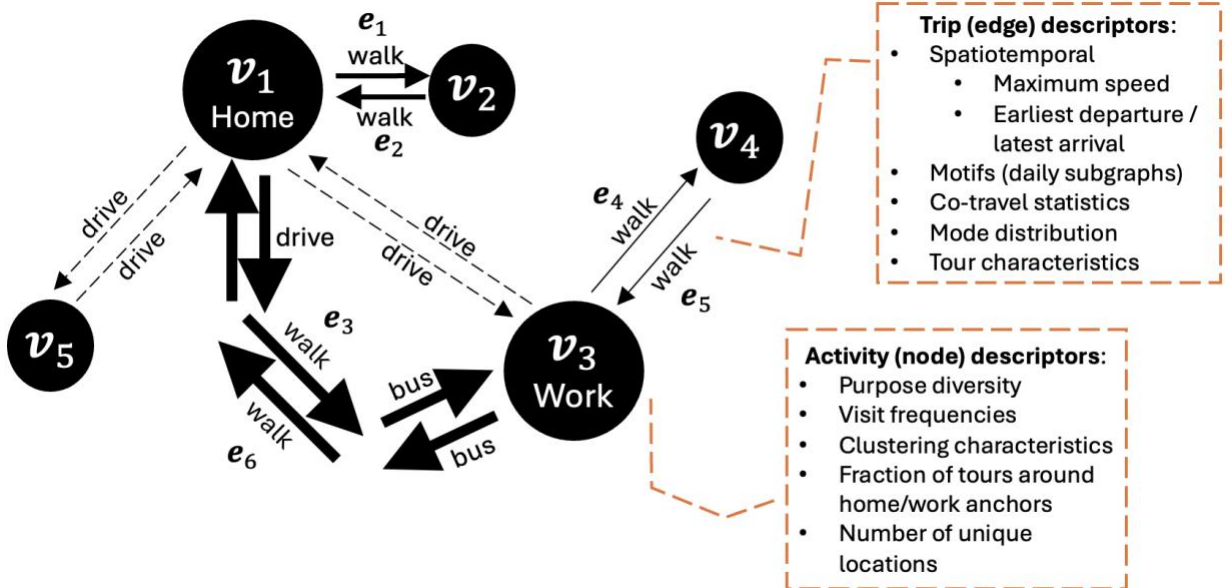 e₁
walk
v₁
Home
v₂
walk
e₂
drive
drive
drive
drive
drive
v₅
e₃
walk
walk
e₆
bus
bus
v₃
Work
v₄
e₄
walk
walk
e₅
Trip (edge) descriptors:
• Spatiotemporal
• Maximum speed
• Earliest departure /
latest arrival
• Motifs (daily subgraphs)
• Co-travel statistics
• Mode distribution
• Tour characteristics
Activity (node) descriptors:
• Purpose diversity
• Visit frequencies
• Clustering characteristics
• Fraction of tours around
home/work anchors
• Number of unique
locations